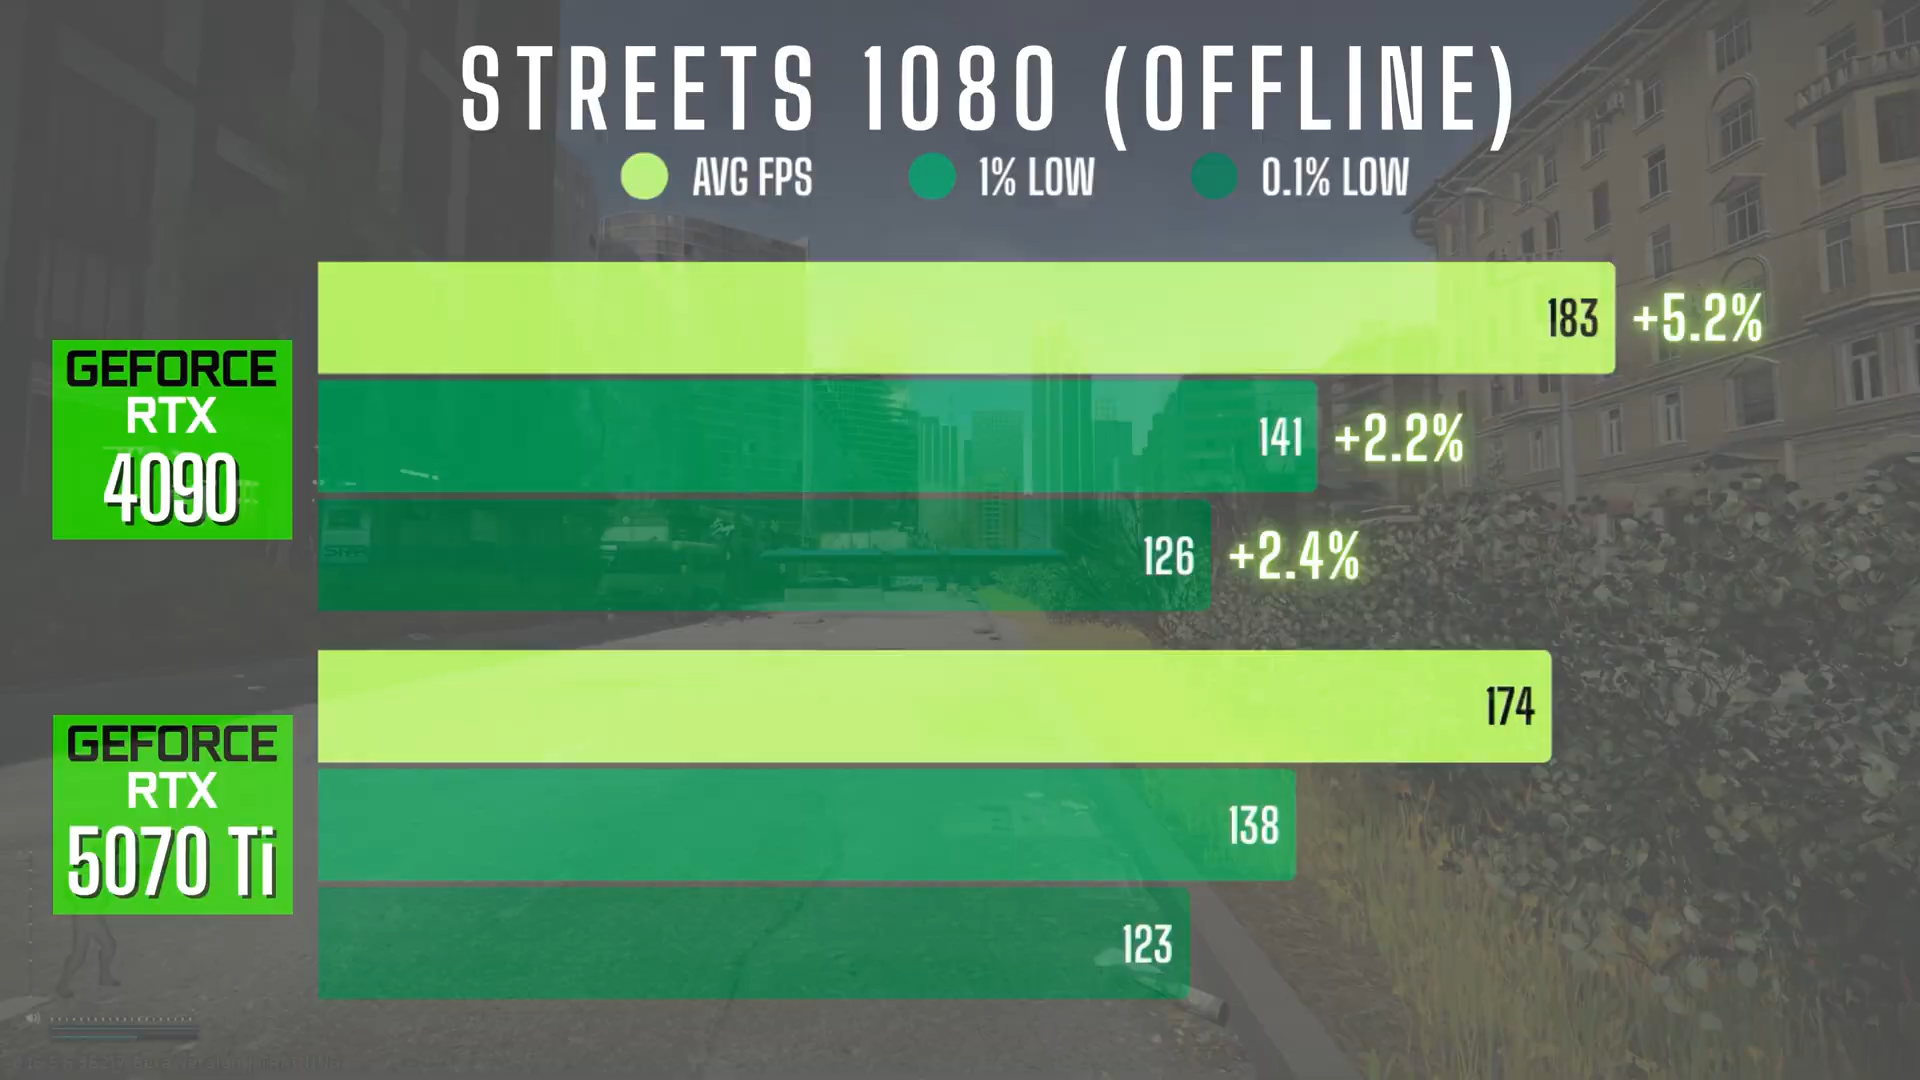 STREETS 1080 (OFFLINE)
AVG FPS 1% LOW 0.1% LOW
183 +5.2%
GEFORCE
RTX
4090
141 +2.2%
126 +2.4%
174
GEFORCE
RTX
5070 Ti
138
123